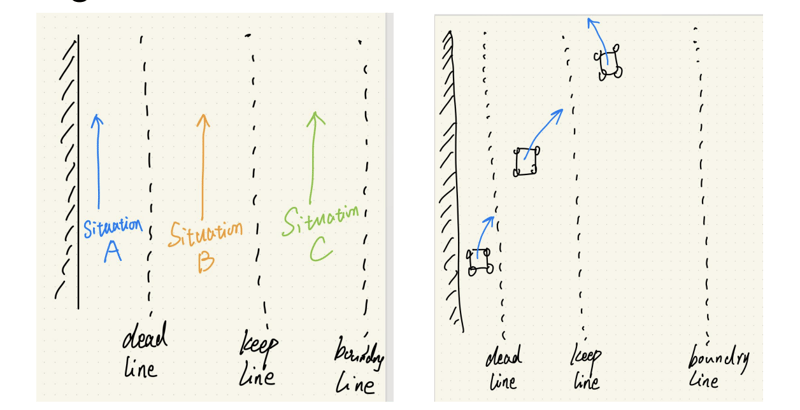 Situation
A
Situation
B
Situation
C
dead
line
keep
line
boundry
line
dead
line
keep
line
boundry
line